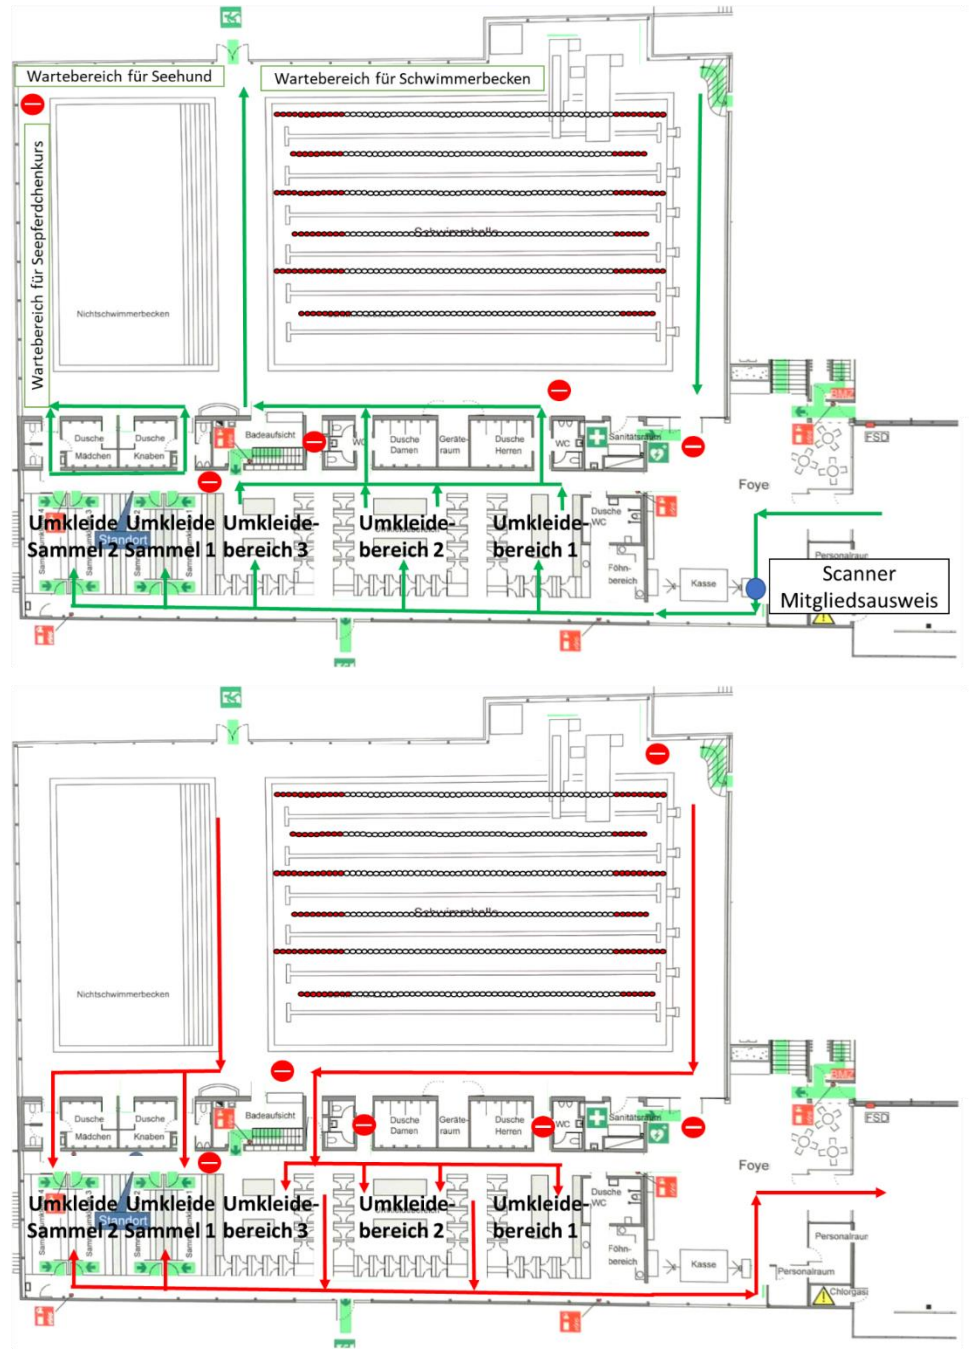 Wartebereich für Seehund
Wartebereich für Schwimmerbecken
Wartebereich für Seepferdchenkurs
Nichtschwimmerbecken
Dusche
Mädchen
Dusche
Knaben
Badeaufsicht
WC
Dusche
Damen
Geräte-
raum
Dusche
Herren
WC
Sanitätsraum
BMZ
FSD
Foye
Umkleide
Sammel 2
Umkleide
Sammel 1
Standort
Umkleide-
bereich 3
Umkleide-
bereich 2
Umkleide-
bereich 1
Dusche
WC
Föhn-
bereich
Kasse
Personalraum
Scanner
Mitgliedsausweis
Nichtschwimmerbecken
Dusche
Mädchen
Dusche
Knaben
Badeaufsicht
Dusche
Damen
Geräte-
raum
Dusche
Herren
WC
Sanitätsraum
BMZ
FSD
Foye
Umkleide
Sammel 2
Umkleide
Sammel 1
Standort
Umkleide-
bereich 3
Umkleide-
bereich 2
Umkleide-
bereich 1
Dusche
WC
Föhn-
bereich
Kasse
Personalraum
Personalraum
Chlorgas